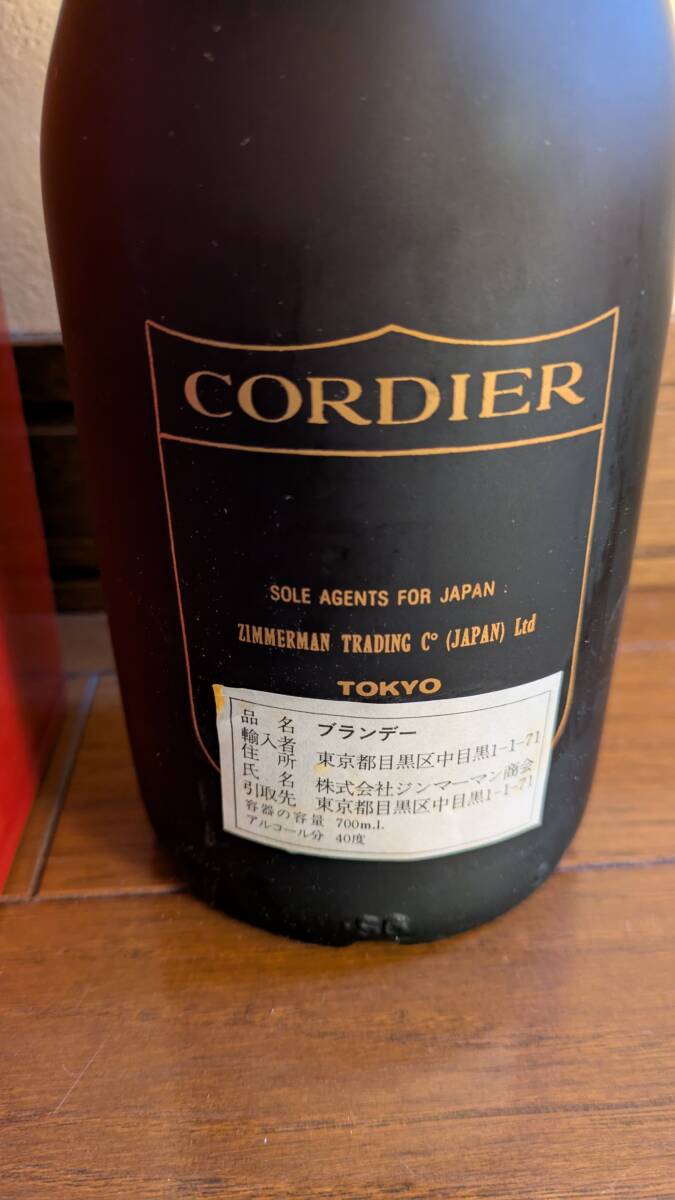 CORDIER
SOLE AGENTS FOR JAPAN
ZIMMERMAN TRADING Cº (JAPAN) Ltd
TOKYO
品名 ブランデー
輸入者
住所 東京都目黒区中目黒1-1-71
氏名 株式会社ジンマーマン商会
引取先 東京都目黒区中目黒1-1-71
容器の容量 700m.l.
アルコール分 40度